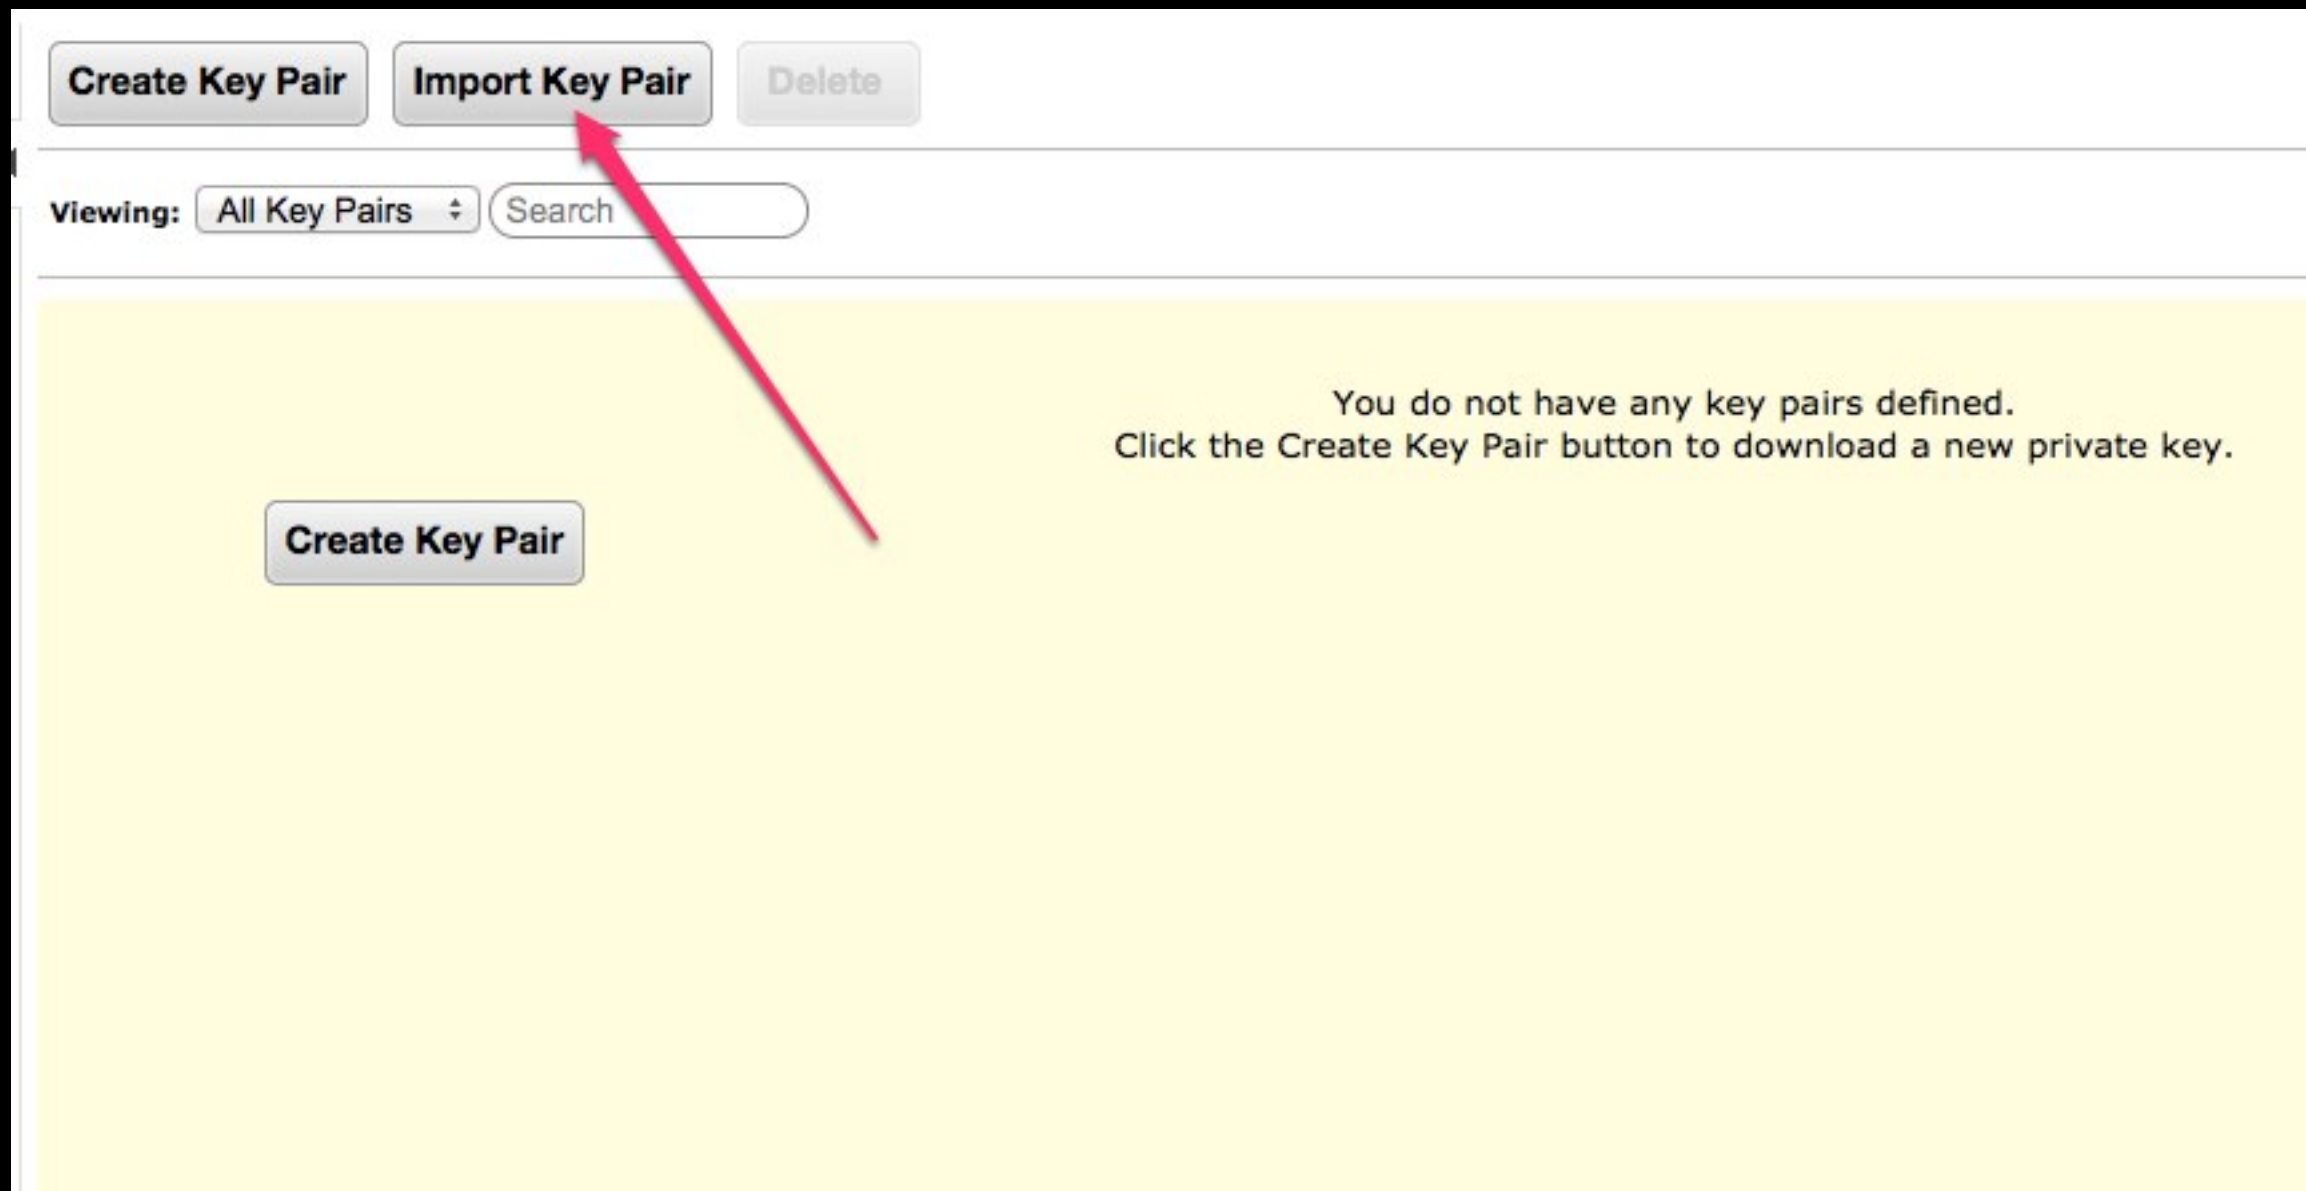 Create Key Pair Import Key Pair Delete
Viewing: All Key Pairs Search
You do not have any key pairs defined.
Click the Create Key Pair button to download a new private key.
Create Key Pair